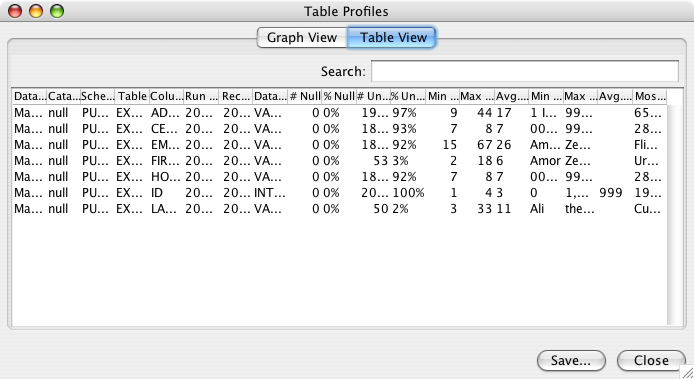 Table Profiles
Graph View Table View
Search:
Data... Cata... Sche... Table Colu... Run ... Rec... Data... # Null % Null # Un... % Un... Min ... Max ... Avg.... Min ... Max ... Avg.... Mos...
Ma... null PU... EX... AD... 20... 20... VA... 0 0% 19... 97% 9 44 17 1 I... 99... 65...
Ma... null PU... EX... CE... 20... 20... VA... 0 0% 18... 93% 7 8 7 00... 99... 28...
Ma... null PU... EX... EM... 20... 20... VA... 0 0% 18... 92% 15 67 26 Am... Ze... Fli...
Ma... null PU... EX... FIR... 20... 20... VA... 0 0% 53 3% 2 18 6 Amor Ze... Ur...
Ma... null PU... EX... HO... 20... 20... VA... 0 0% 18... 92% 7 8 7 00... 99... 28...
Ma... null PU... EX... ID 20... 20... INT... 0 0% 20... 100% 1 4 3 0 1,... 999 19...
Ma... null PU... EX... LA... 20... 20... VA... 0 0% 50 2% 3 33 11 Ali the... Cu...
Save... Close